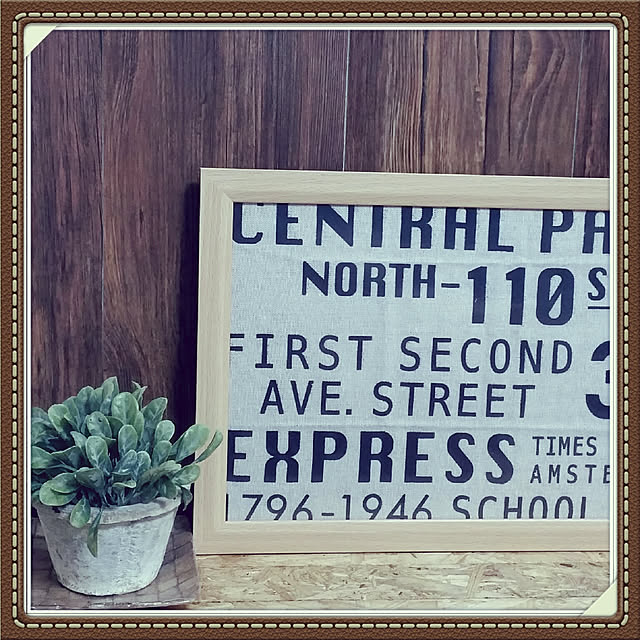 CENTRAL PA
NORTH-110 S
FIRST SECOND 3
AVE. STREET
EXPRESS TIMES
AMSTE
1796-1946 SCHOOL